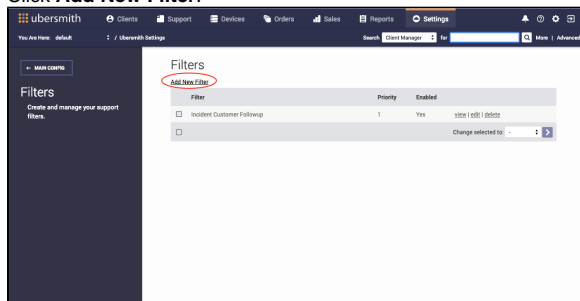 Click Add New Filter.
ubersmith Clients Support Devices Orders Sales Reports Settings
You Are Here: default / Ubersmith Settings Search Client Manager for More | Advanced
← MAIN CONFIG
Filters
Create and manage your support
filters.
Filters
Add New Filter
Filter Priority Enabled
Incident Customer Followup 1 Yes view | edit | delete
Change selected to: -